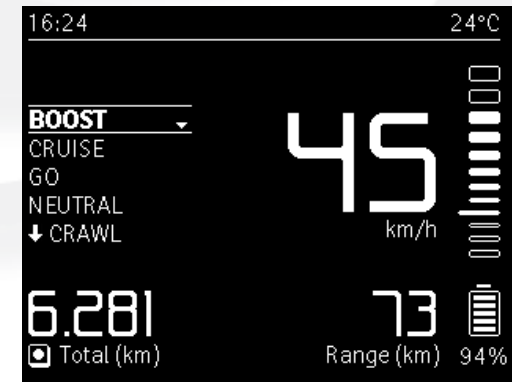 16:24 24°C
BOOST
CRUISE
GO
NEUTRAL
CRAWL
45
km/h
6.281 73
Total (km) Range (km) 94%